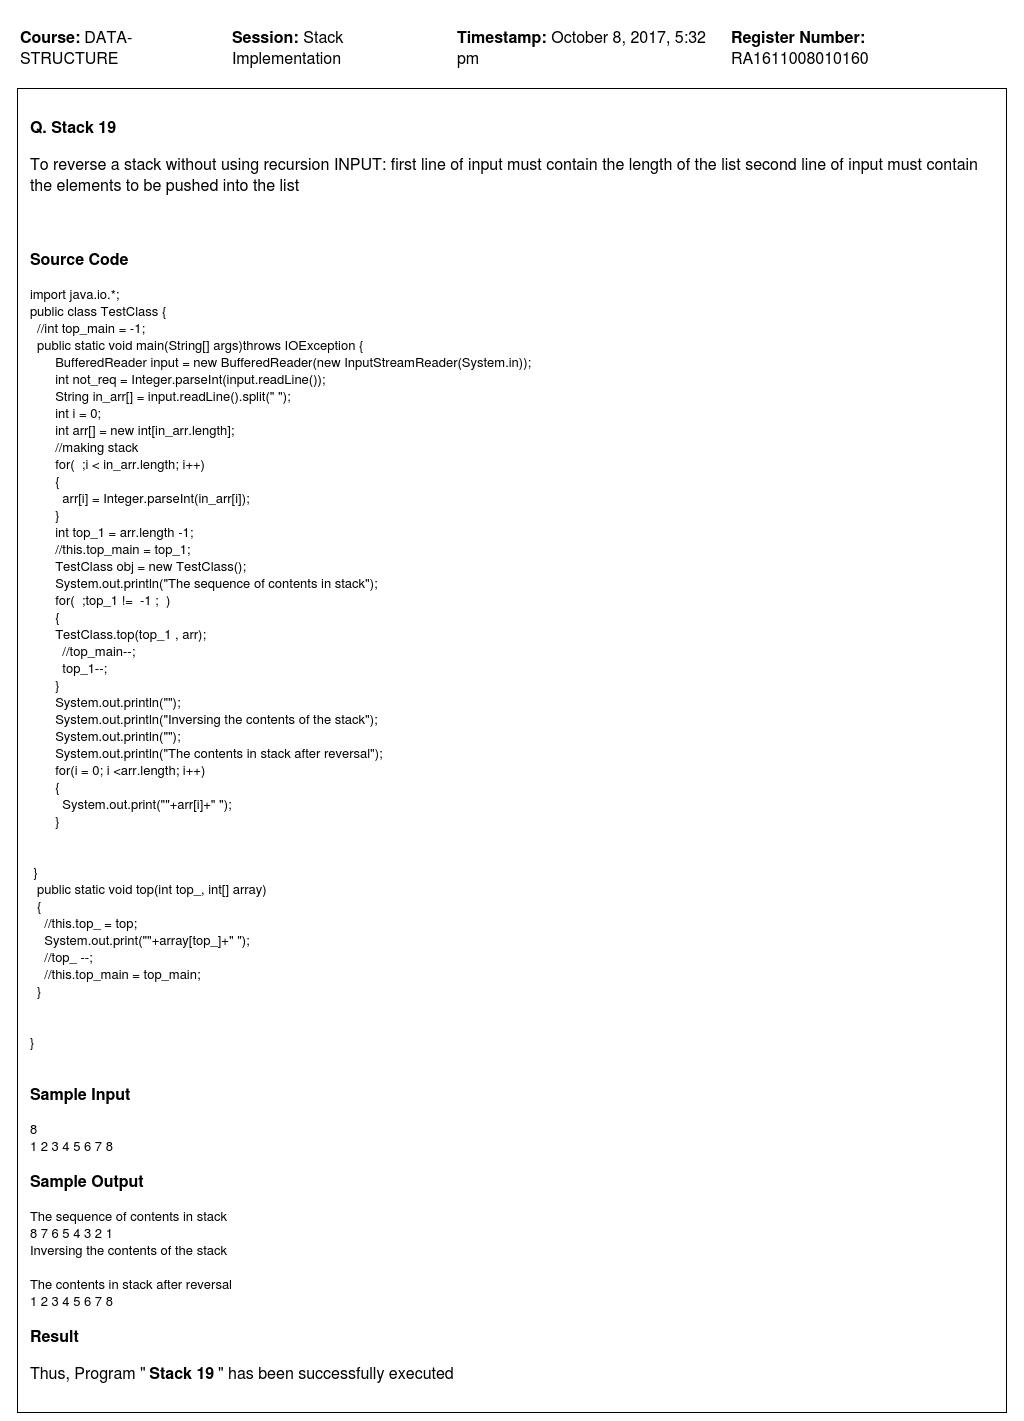 Course: DATA-
STRUCTURE
Session: Stack
Implementation
Timestamp: October 8, 2017, 5:32
pm
Register Number:
RA1611008010160
Q. Stack 19
To reverse a stack without using recursion INPUT: first line of input must contain the length of the list second line of input must contain
the elements to be pushed into the list
Source Code
import java.io.*;
public class TestClass {
//int top_main = -1;
public static void main(String[] args)throws IOException {
BufferedReader input = new BufferedReader(new InputStreamReader(System.in));
int not_req = Integer.parseInt(input.readLine());
String in_arr[] = input.readLine().split(" ");
int i = 0;
int arr[] = new int[in_arr.length];
//making stack
for(  ;i < in_arr.length; i++)
{
arr[i] = Integer.parseInt(in_arr[i]);
}
int top_1 = arr.length -1;
//this.top_main = top_1;
TestClass obj = new TestClass();
System.out.println("The sequence of contents in stack");
for(  ;top_1 !=  -1 ;  )
{
TestClass.top(top_1 , arr);
//top_main--;
top_1--;
}
System.out.println("");
System.out.println("Inversing the contents of the stack");
System.out.println("");
System.out.println("The contents in stack after reversal");
for(i = 0; i <arr.length; i++)
{
System.out.print(""+arr[i]+" ");
}
}
public static void top(int top_, int[] array)
{
//this.top_ = top;
System.out.print(""+array[top_]+" ");
//top_ --;
//this.top_main = top_main;
}
}
Sample Input
8
1 2 3 4 5 6 7 8
Sample Output
The sequence of contents in stack
8 7 6 5 4 3 2 1
Inversing the contents of the stack
The contents in stack after reversal
1 2 3 4 5 6 7 8
Result
Thus, Program " Stack 19 " has been successfully executed